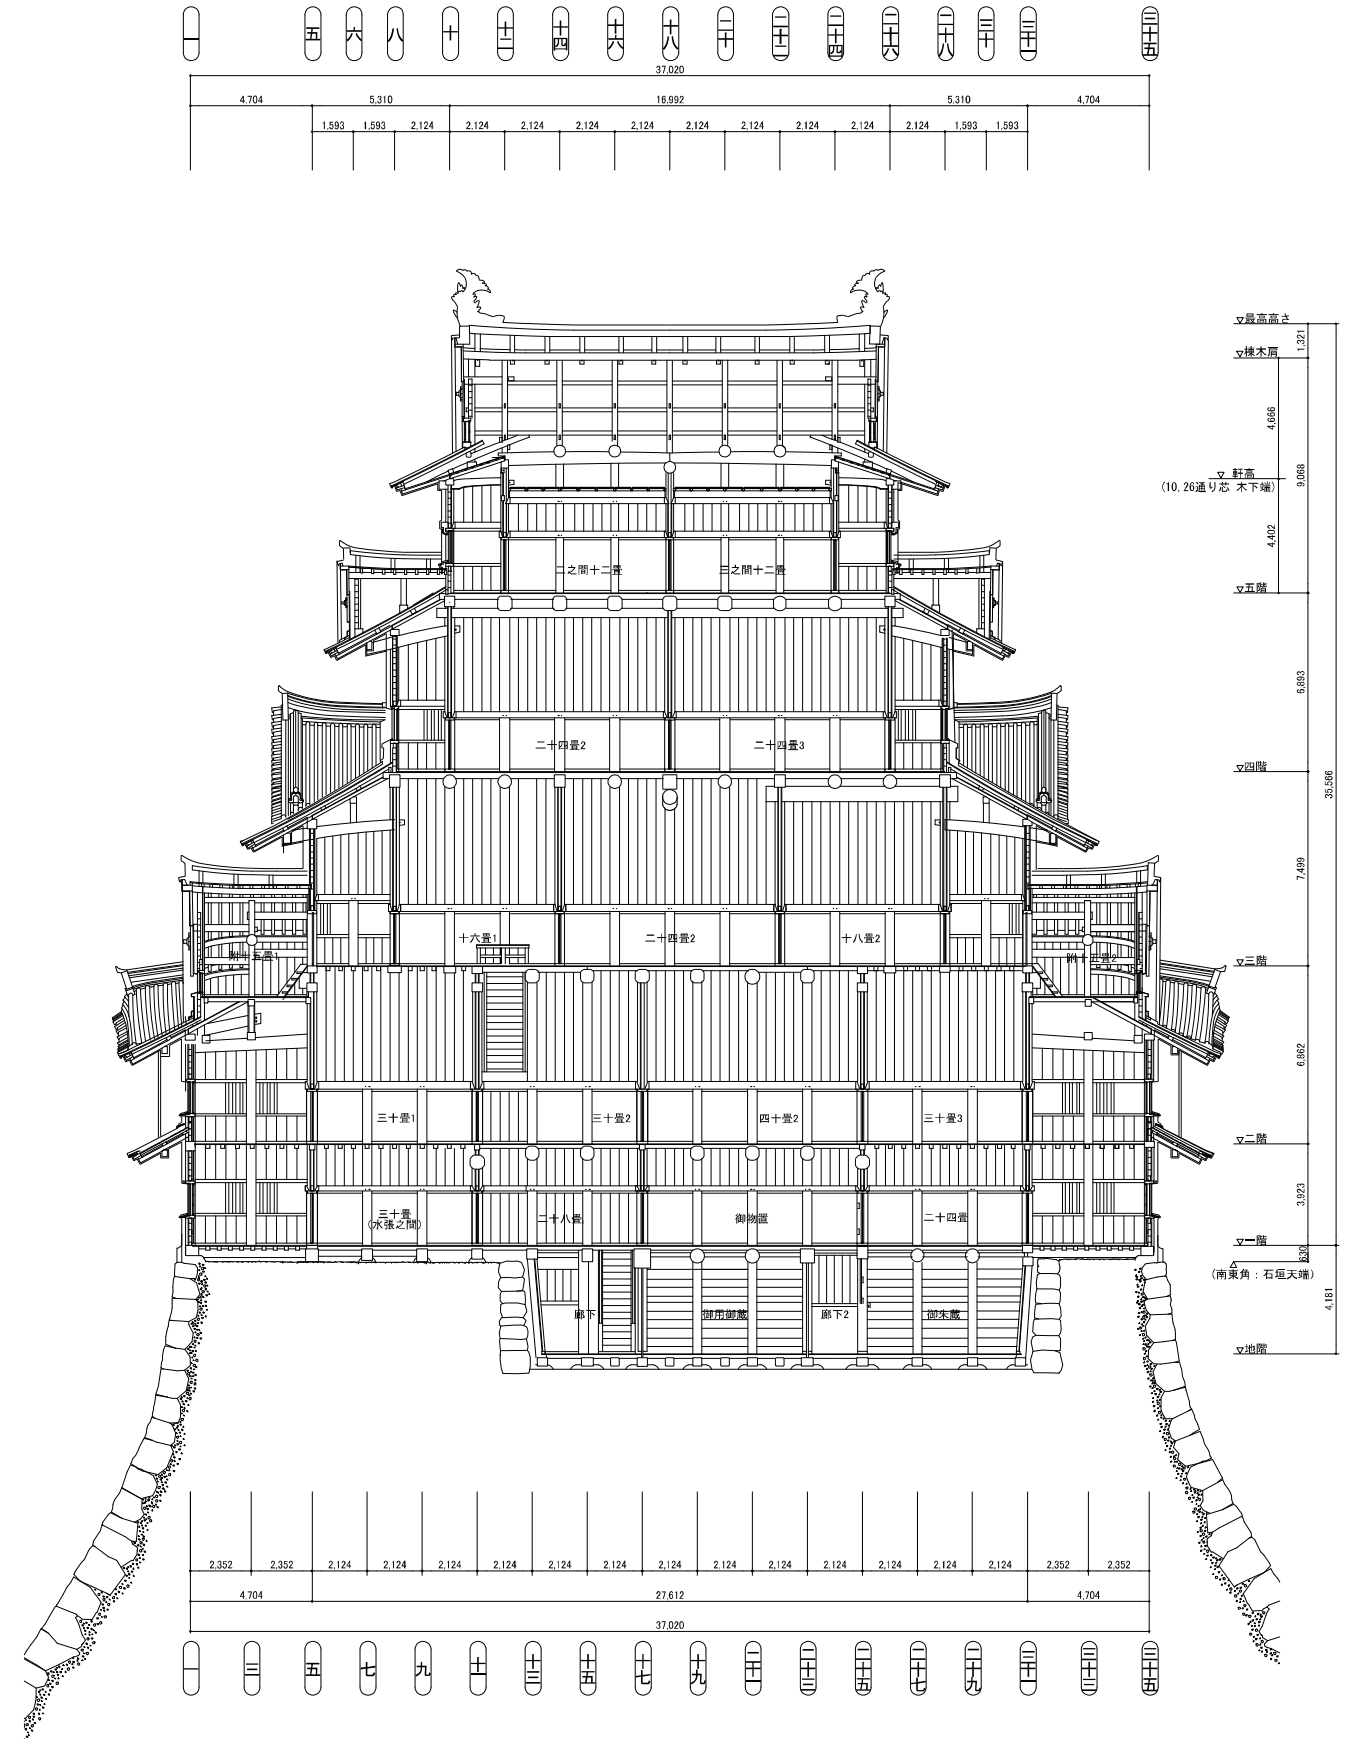 一 五 六 八 十 十二 十四 十六 十八 二十 二十二 二十四 二十六 二十八 三十 三十一 三十五
37,020
4,704 5,310 16,992 5,310 4,704
1,593 1,593 2,124 2,124 2,124 2,124 2,124 2,124 2,124 2,124 2,124 2,124 1,593 1,593
▽最高高さ
1,321
▽棟木肩
4,666
9,068
▽ 軒高
(10,26通り芯 木下端)
4,402
二之間十二畳 三之間十二畳
▽五階
6,893
二十四畳2 二十四畳3
▽四階
35,566
7,499
十六畳1 二十四畳2 十八畳2
附十五畳1 附十五畳2
▽三階
6,862
三十畳1 三十畳2 四十畳2 三十畳3
▽二階
3,923
三十畳
(水張之間)
二十八畳 御物置 二十四畳
▽一階
630
(南東角：石垣天端)
4,181
廊下 御用御蔵 廊下2 御朱蔵
▽地階
2,352 2,352 2,124 2,124 2,124 2,124 2,124 2,124 2,124 2,124 2,124 2,124 2,124 2,124 2,124 2,352 2,352
4,704 27,612 4,704
37,020
一 三 五 七 九 十一 十三 十五 十七 十九 二十一 二十三 二十五 二十七 二十九 三十一 三十三 三十五